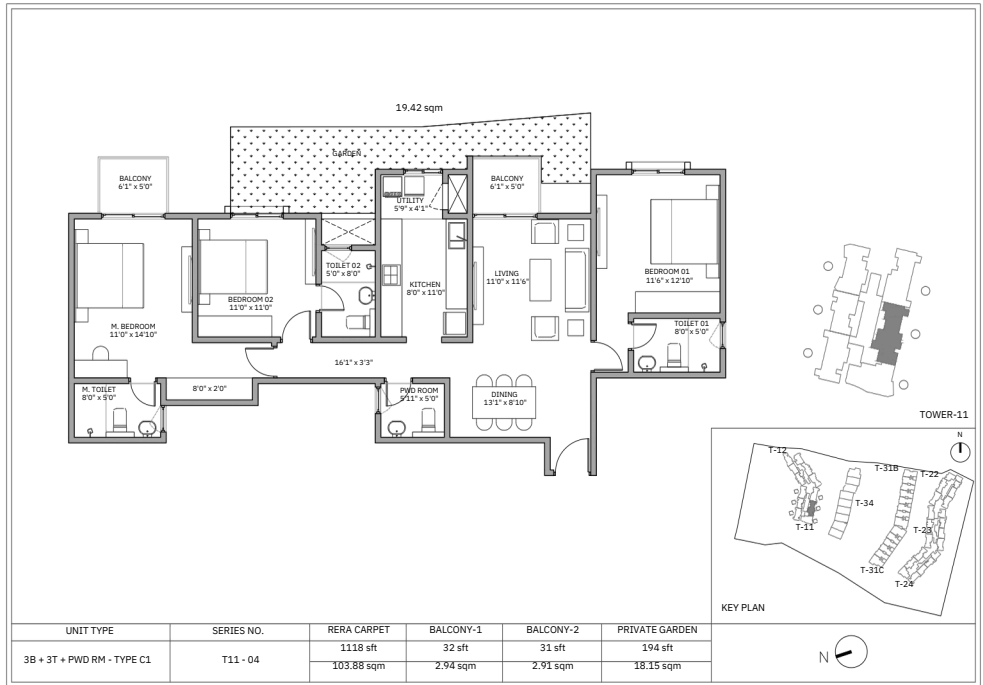 19.42 sqm
GARDEN
BALCONY
6'1" x 5'0"
UTILITY
5'9" x 4'1"
BALCONY
6'1" x 5'0"
BEDROOM 02
11'0" x 11'0"
TOILET 02
5'0" x 8'0"
KITCHEN
8'0" x 11'0"
LIVING
11'0" x 11'6"
BEDROOM 01
11'6" x 12'10"
M. BEDROOM
11'0" x 14'10"
TOILET 01
8'0" x 5'0"
16'1" x 3'3"
M. TOILET
8'0" x 5'0"
8'0" x 2'0"
PWD ROOM
5'11" x 5'0"
DINING
13'1" x 8'10"
TOWER-11
N
T-12
T-31B
T-22
T-34
T-11
T-23
T-31C
T-24
KEY PLAN
UNIT TYPE SERIES NO. RERA CARPET BALCONY-1 BALCONY-2 PRIVATE GARDEN
3B + 3T + PWD RM - TYPE C1 T11 - 04 1118 sft 32 sft 31 sft 194 sft
103.88 sqm 2.94 sqm 2.91 sqm 18.15 sqm
N